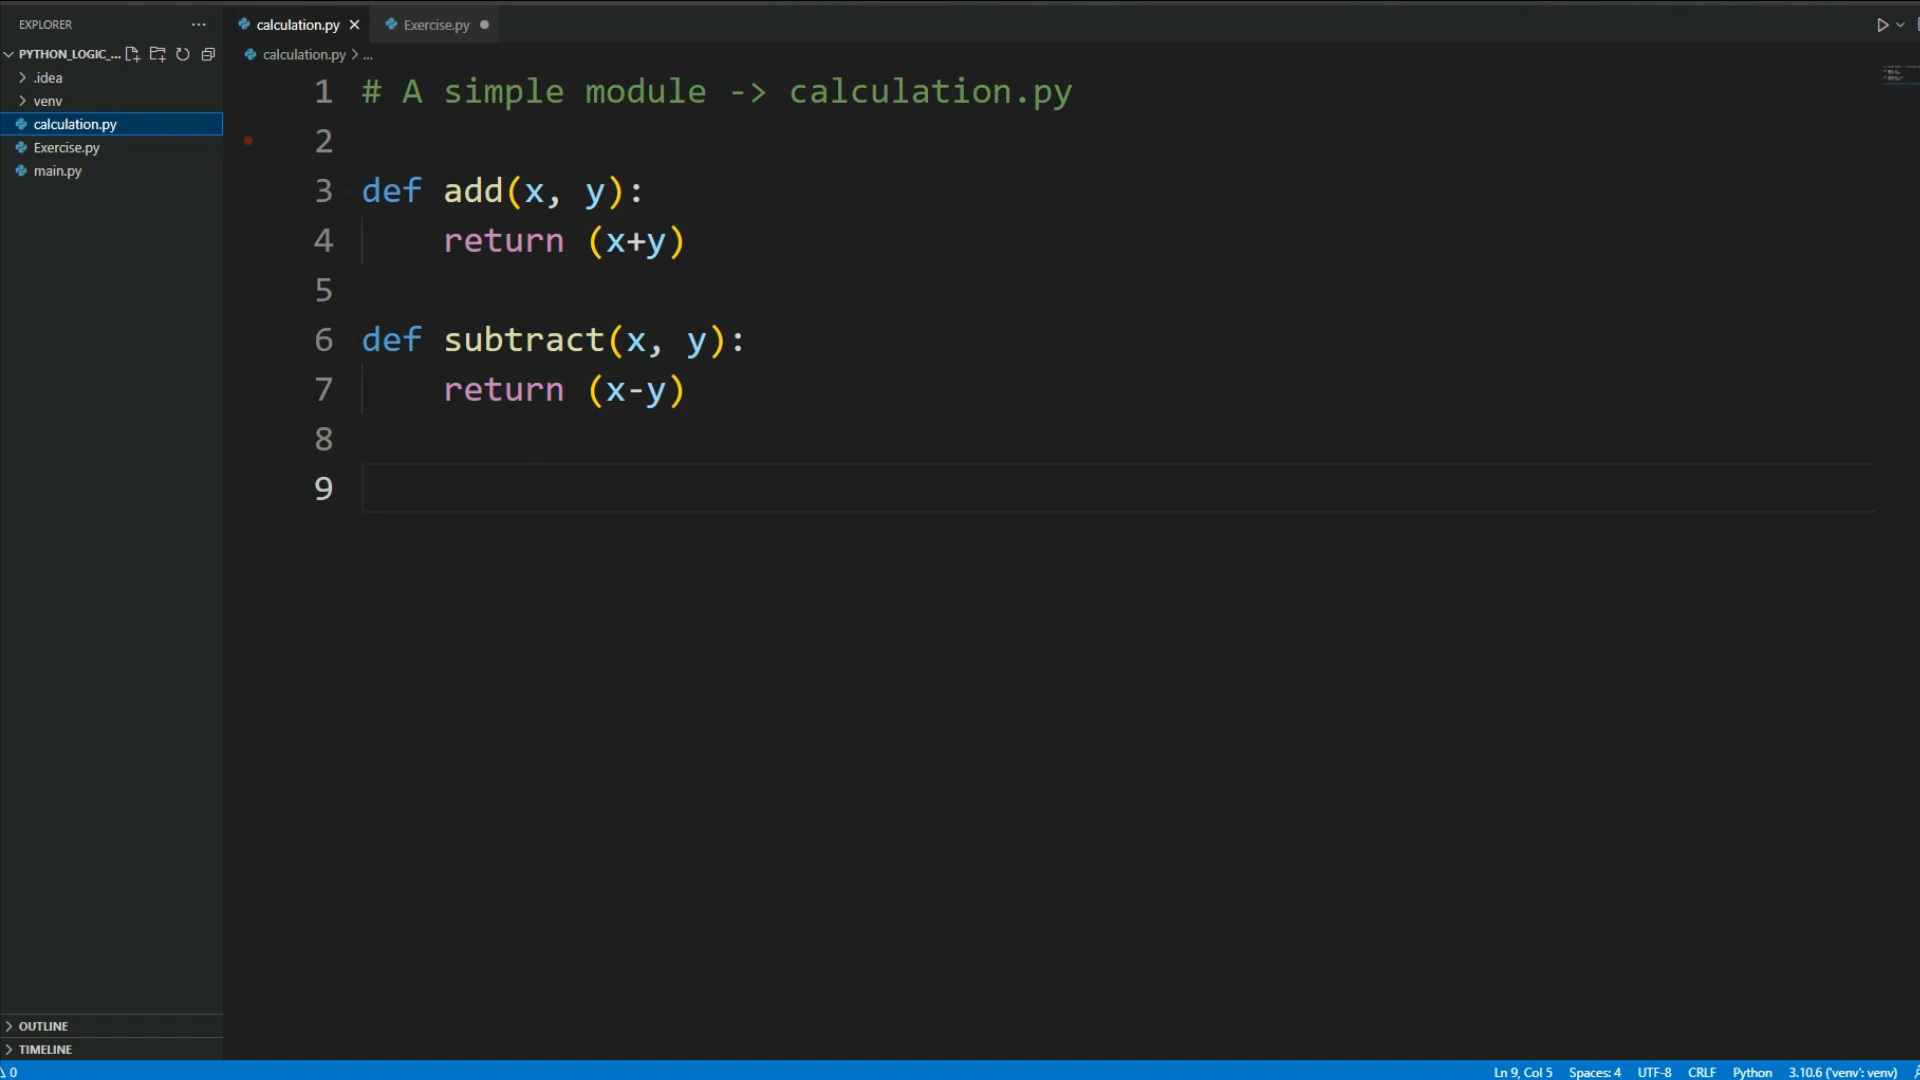 EXPLORER
PYTHON_LOGIC_...
.idea
venv
calculation.py
Exercise.py
main.py
OUTLINE
TIMELINE
calculation.py
Exercise.py
calculation.py > ...
1 # A simple module -> calculation.py
2
3 def add(x, y):
4 return (x+y)
5
6 def subtract(x, y):
7 return (x-y)
8
9
0
Ln 9, Col 5 Spaces: 4 UTF-8 CRLF Python 3.10.6 ('venv': venv)